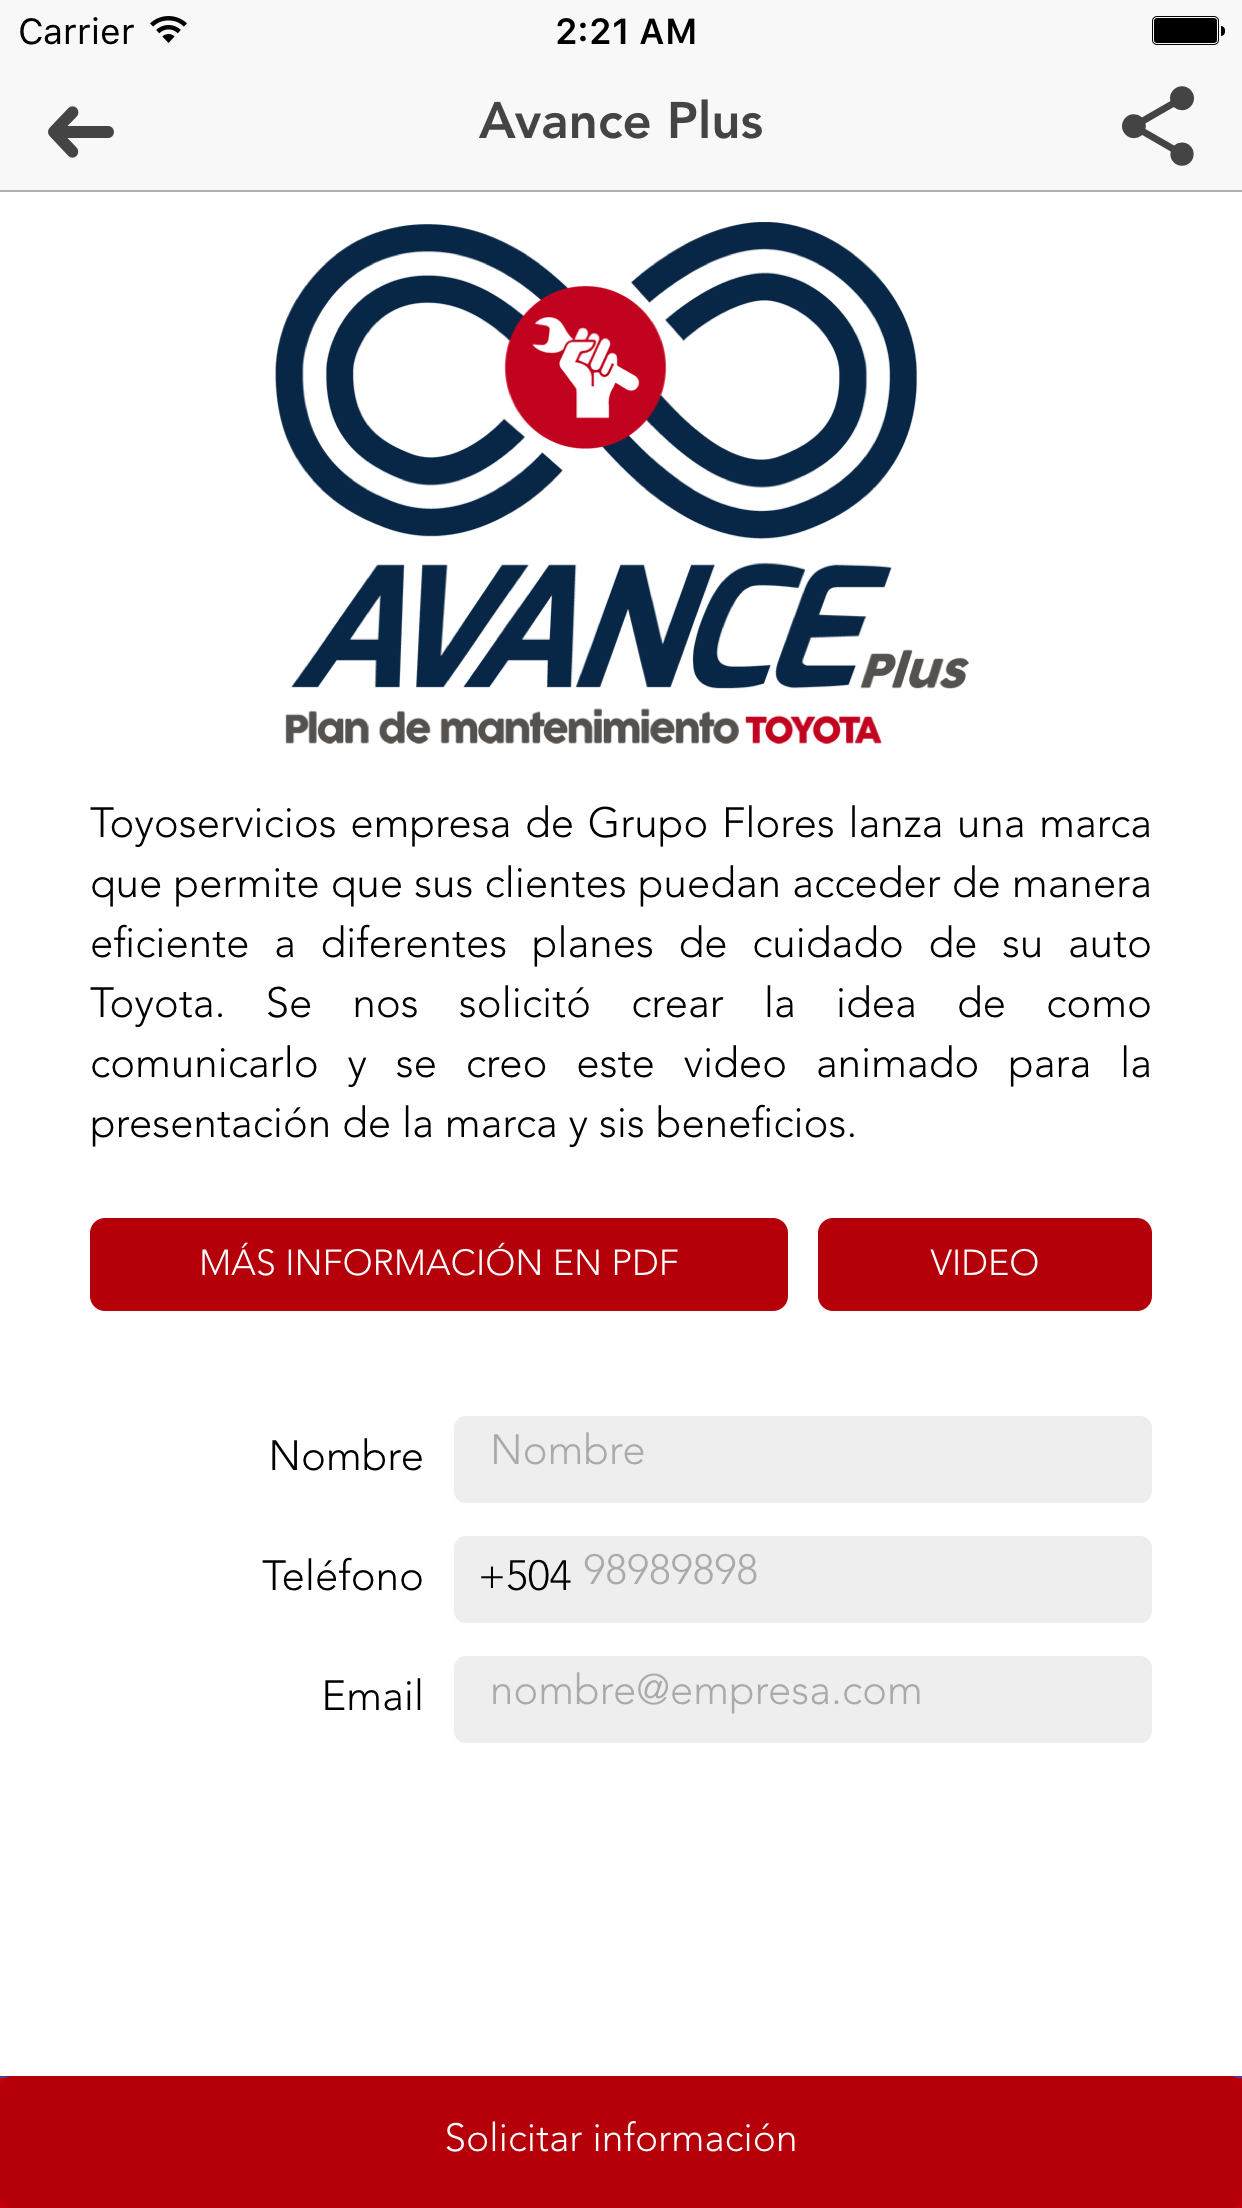 Carrier 2:21 AM
Avance Plus
AVANCE Plus
Plan de mantenimiento TOYOTA
Toyoservicios empresa de Grupo Flores lanza una marca
que permite que sus clientes puedan acceder de manera
eficiente a diferentes planes de cuidado de su auto
Toyota. Se nos solicitó crear la idea de como
comunicarlo y se creo este video animado para la
presentación de la marca y sis beneficios.
MÁS INFORMACIÓN EN PDF VIDEO
Nombre Nombre
Teléfono +504 98989898
Email nombre@empresa.com
Solicitar información